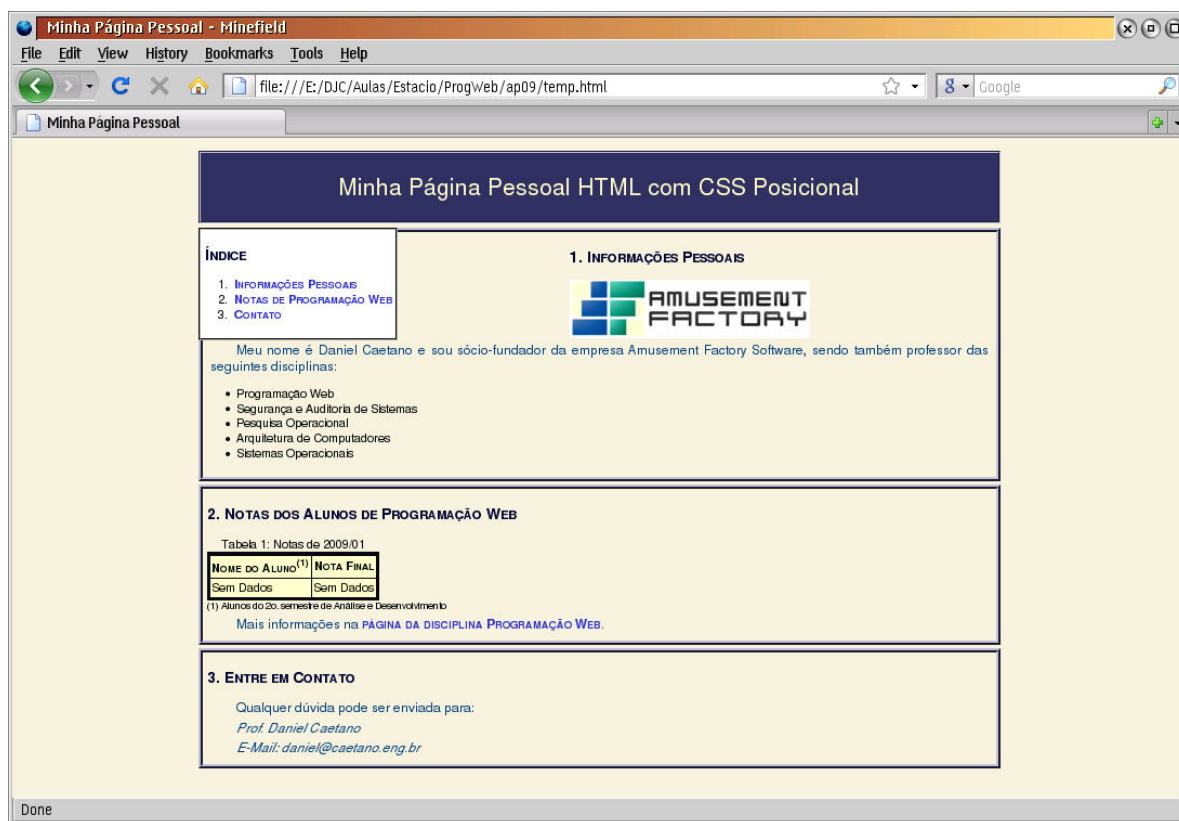 Minha Página Pessoal - Minefield
File Edit View History Bookmarks Tools Help
file:///E:/DJC/Aulas/Estacio/ProgWeb/ap09/temp.html
8 Google
Minha Página Pessoal
Minha Página Pessoal HTML com CSS Posicional
Índice
1. Informações Pessoais
2. Notas de Programação Web
3. Contato
1. Informações Pessoais
AMUSEMENT
FACTORY
Meu nome é Daniel Caetano e sou sócio-fundador da empresa Amusement Factory Software, sendo também professor das
seguintes disciplinas:
• Programação Web
• Segurança e Auditoria de Sistemas
• Pesquisa Operacional
• Arquitetura de Computadores
• Sistemas Operacionais
2. Notas dos Alunos de Programação Web
Tabela 1: Notas de 2009/01
Nome do Aluno(1) Nota Final
Sem Dados Sem Dados
(1) Alunos do 2o. semestre de Análise e Desenvolvimento
Mais informações na página da disciplina Programação Web.
3. Entre em Contato
Qualquer dúvida pode ser enviada para:
Prof. Daniel Caetano
E-Mail: daniel@caetano.eng.br
Done